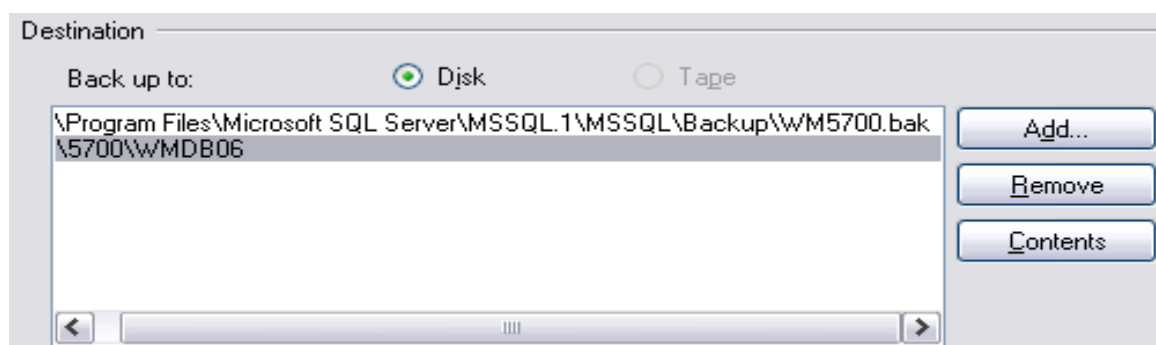 Destination
Back up to: Disk Tape
\Program Files\Microsoft SQL Server\MSSQL.1\MSSQL\Backup\WM5700.bak
\5700\WMDB06
Add...
Remove
Contents